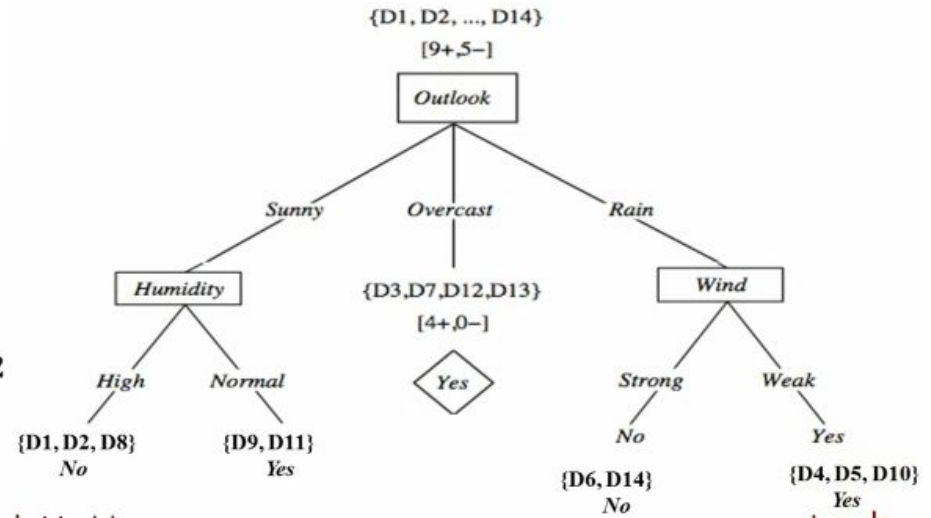 {D1, D2, ..., D14}
[9+,5−]
Outlook
Sunny Overcast Rain
Humidity
{D3,D7,D12,D13}
[4+,0−]
Wind
High Normal
Yes
Strong Weak
{D1, D2, D8}
No
{D9, D11}
Yes
No
Yes
{D6, D14}
No
{D4, D5, D10}
Yes